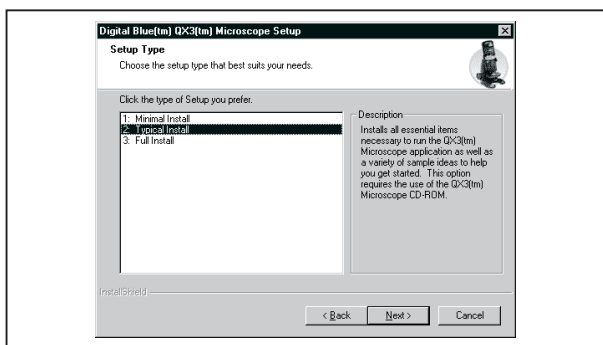 Digital Blue(tm) QX3(tm) Microscope Setup
Setup Type
Choose the setup type that best suits your needs.
Click the type of Setup you prefer.
1: Minimal Install
2: Typical Install
3: Full Install
Description
Installs all essential items
necessary to run the QX3(tm)
Microscope application as well as
a variety of sample ideas to help
you get started. This option
requires the use of the QX3(tm)
Microscope CD-ROM.
InstallShield
< Back
Next >
Cancel